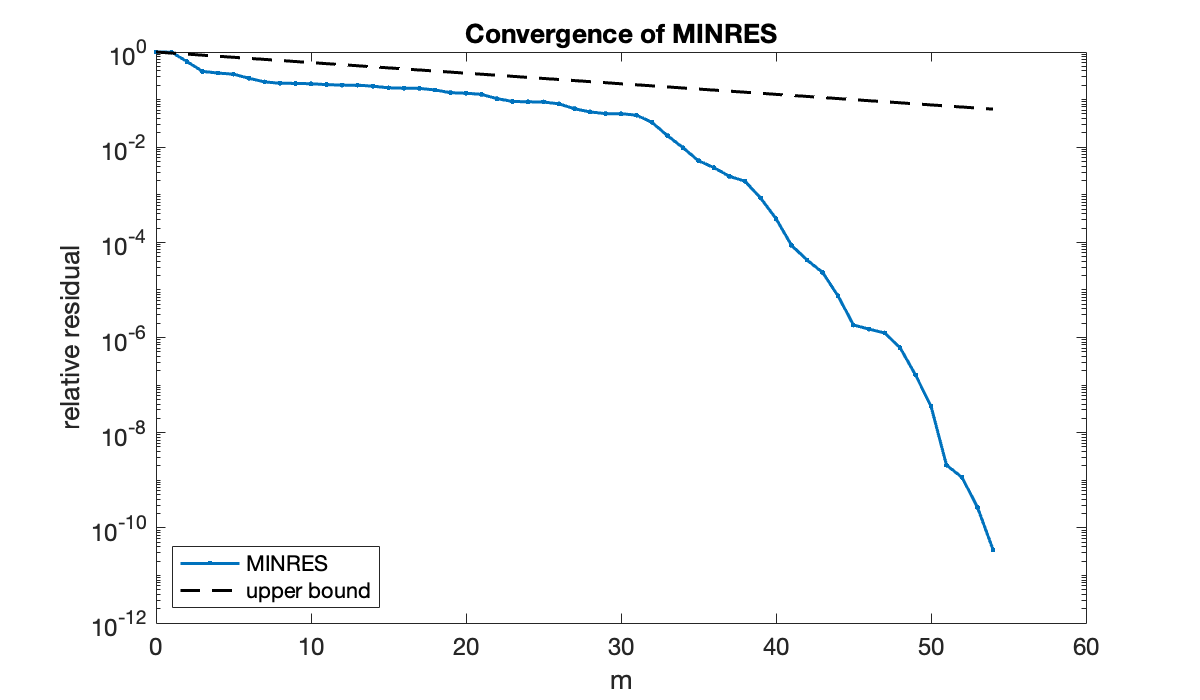 Convergence of MINRES
10^0
10^-2
10^-4
10^-6
10^-8
10^-10
10^-12
relative residual
MINRES
upper bound
0 10 20 30 40 50 60
m